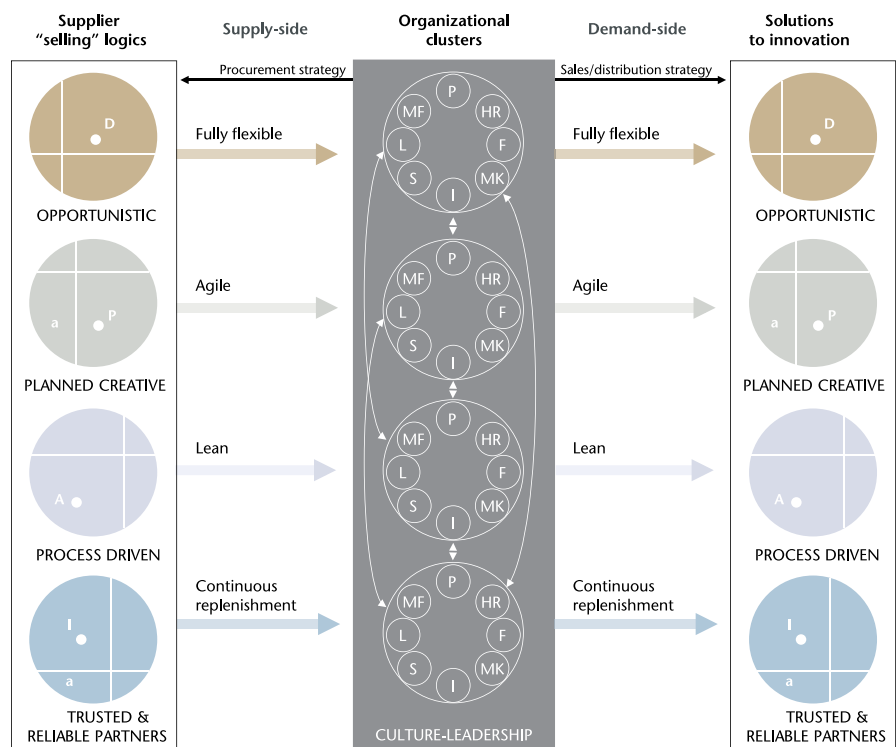 Supplier
“selling” logics
Supply-side
Organizational
clusters
Demand-side
Solutions
to innovation
Procurement strategy
Sales/distribution strategy
D
OPPORTUNISTIC
Fully flexible
P
MF
HR
L
F
S
MK
I
Fully flexible
D
OPPORTUNISTIC
a
P
PLANNED CREATIVE
Agile
P
MF
HR
L
F
S
MK
I
Agile
a
P
PLANNED CREATIVE
A
PROCESS DRIVEN
Lean
P
MF
HR
L
F
S
MK
I
Lean
A
PROCESS DRIVEN
I
a
TRUSTED &
RELIABLE PARTNERS
Continuous
replenishment
P
MF
HR
L
F
S
MK
I
CULTURE-LEADERSHIP
Continuous
replenishment
I
a
TRUSTED &
RELIABLE PARTNERS